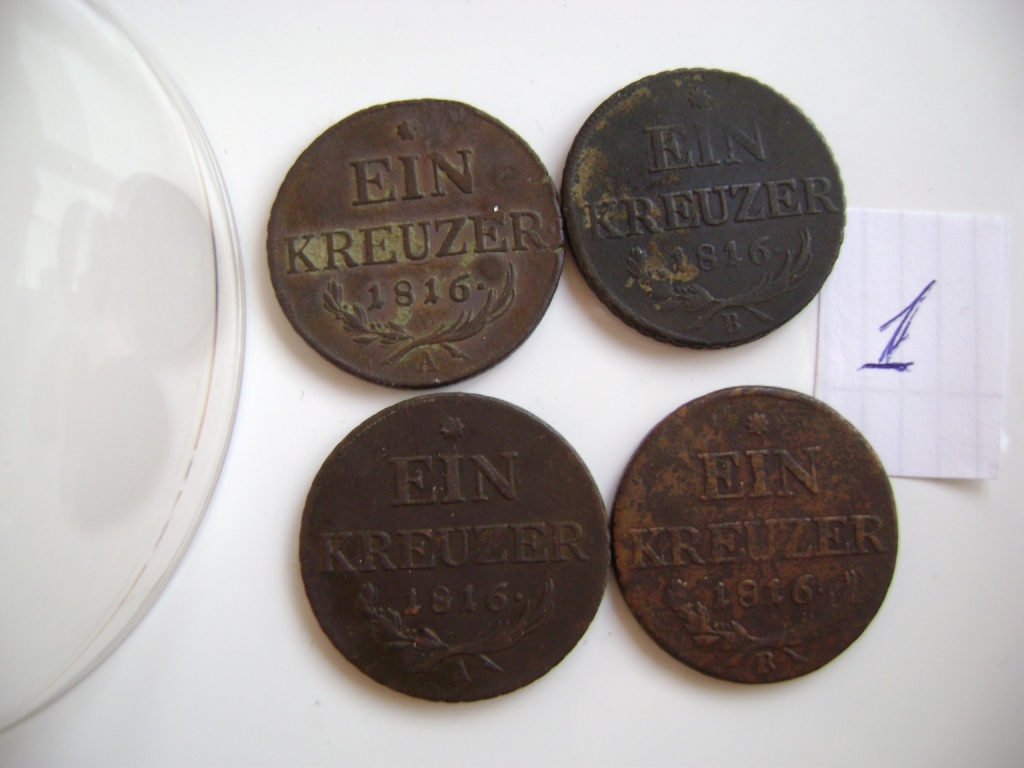 EIN
KREUZER
1816.
A
EIN
KREUZER
1816.
B
1
EIN
KREUZER
1816.
A
EIN
KREUZER
1816.
B